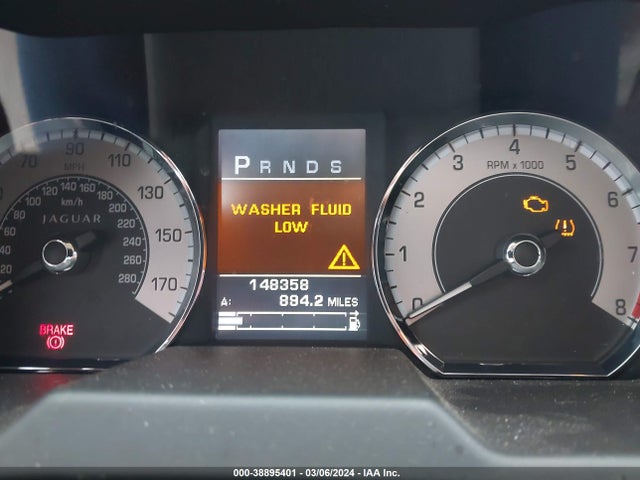 70 90 110
MPH
130
150
170
20
80
100
120
140
160
180
200
220
240
260
280
km/h
JAGUAR
BRAKE
P R N D S
WASHER FLUID
LOW
148358
A: 894.2 MILES
0 1 2 3 4 5 6 7 8
RPM x 1000
000-38895401 - 03/06/2024 - IAA Inc.